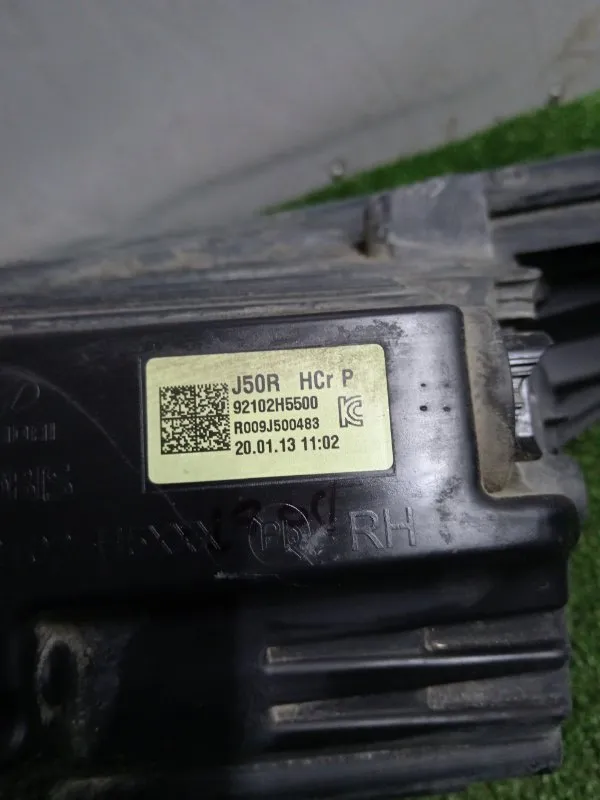 J50R HCr P
92102H5500
R009J500483
20.01.13 11:02
RH